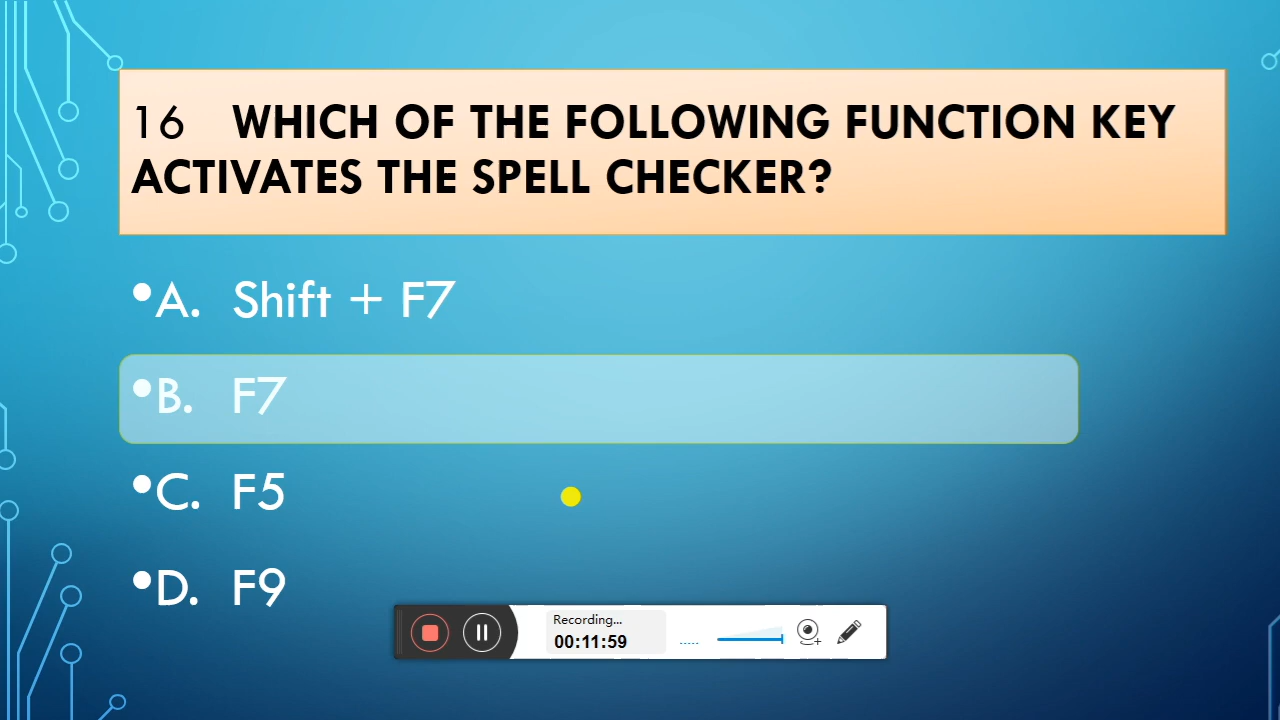 16 WHICH OF THE FOLLOWING FUNCTION KEY
ACTIVATES THE SPELL CHECKER?
•A. Shift + F7
•B. F7
•C. F5
•D. F9
Recording...
00:11:59